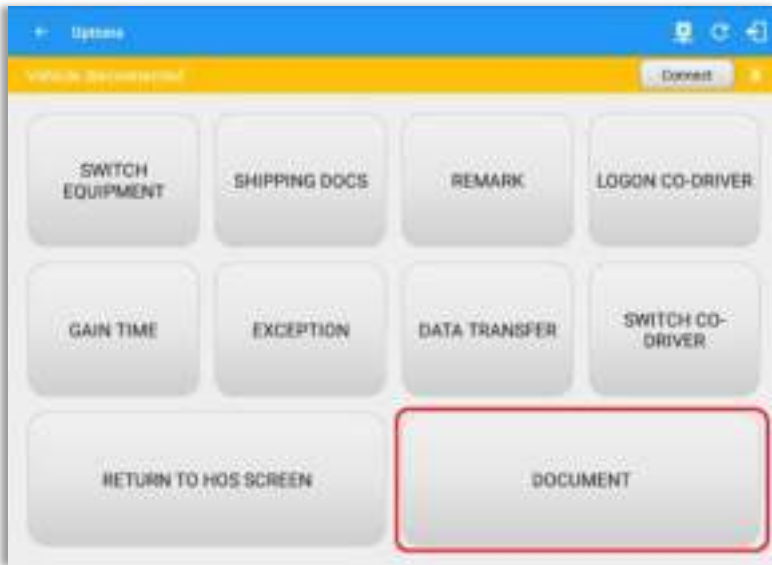 Options
Vehicle disconnected
Connect
SWITCH
EQUIPMENT
SHIPPING DOCS
REMARK
LOGON CO-DRIVER
GAIN TIME
EXCEPTION
DATA TRANSFER
SWITCH CO-
DRIVER
RETURN TO HOS SCREEN
DOCUMENT